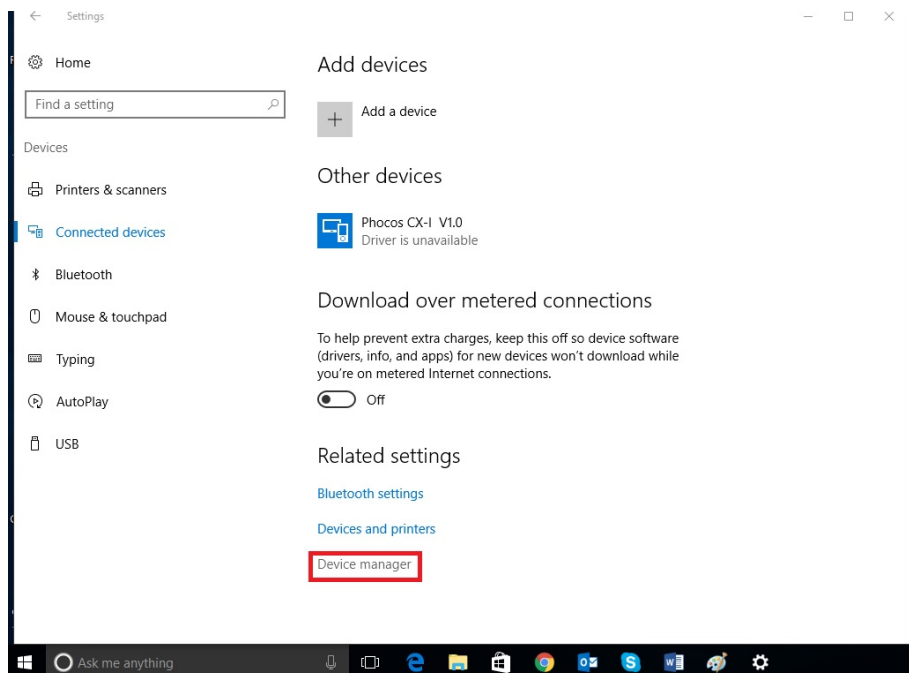 Settings
Home
Find a setting
Devices
Printers & scanners
Connected devices
Bluetooth
Mouse & touchpad
Typing
AutoPlay
USB
Add devices
Add a device
Other devices
Phocos CX-I V1.0
Driver is unavailable
Download over metered connections
To help prevent extra charges, keep this off so device software
(drivers, info, and apps) for new devices won't download while
you're on metered Internet connections.
Off
Related settings
Bluetooth settings
Devices and printers
Device manager
Ask me anything